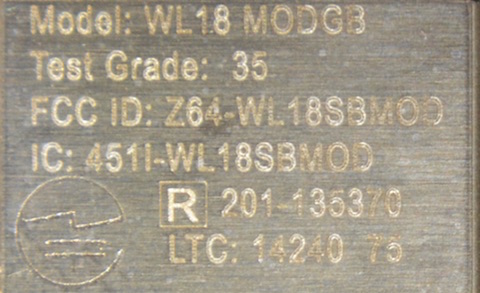 Model: WL18 MODGB
Test Grade: 35
FCC ID: Z64-WL18SBMOD
IC: 451I-WL18SBMOD
R 201-135370
LTC: 14240 75